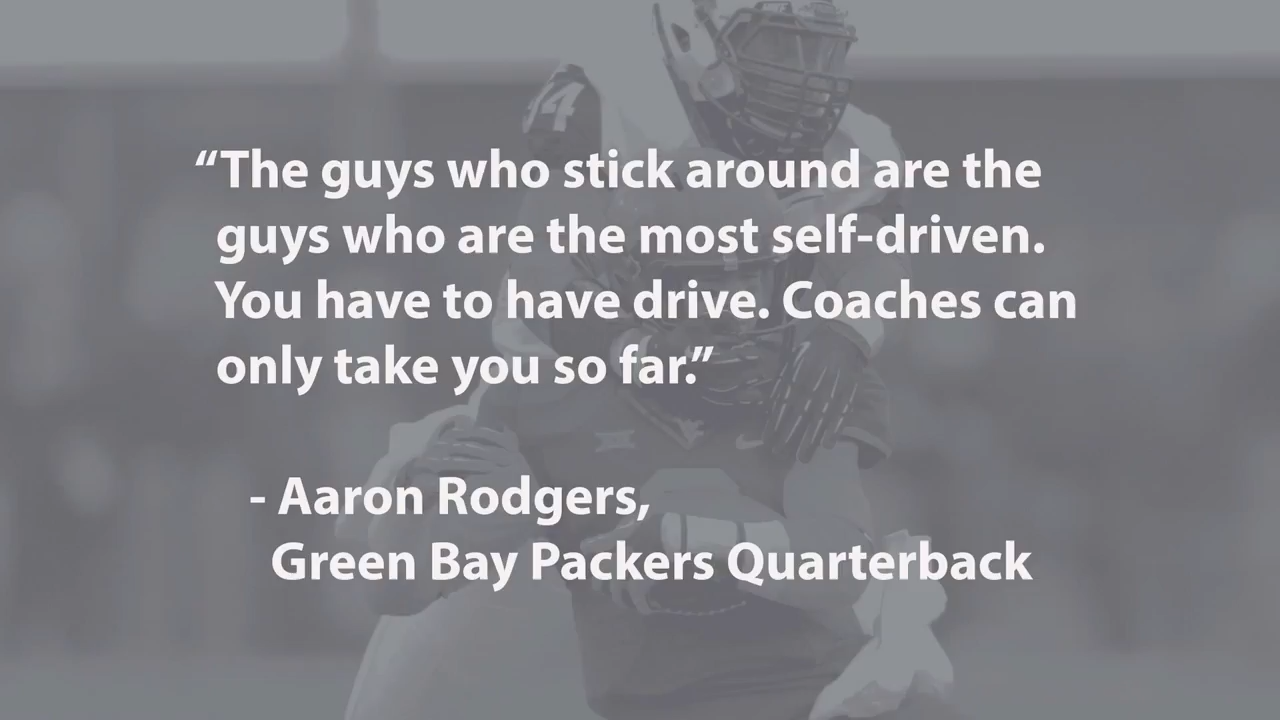 “The guys who stick around are the
guys who are the most self-driven.
You have to have drive. Coaches can
only take you so far.”
- Aaron Rodgers,
Green Bay Packers Quarterback
34